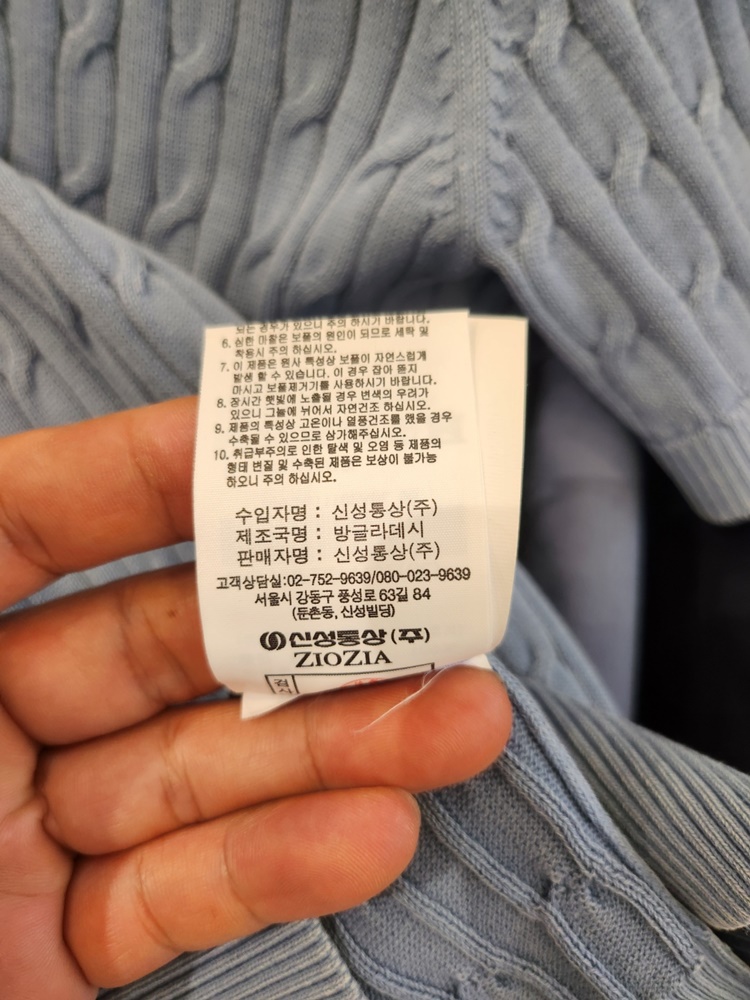 되는 경우가 있으니 주의 하시기 바랍니다.
6. 심한 마찰은 보풀의 원인이 되므로 세탁 및
착용시 주의 하십시오.
7. 이 제품은 원사 특성상 보풀이 자연스럽게
발생 할 수 있습니다. 이 경우 잡아 뜯지
마시고 보풀제거기를 사용하시기 바랍니다.
8. 장시간 햇빛에 노출될 경우 변색의 우려가
있으니 그늘에 뉘어서 자연건조 하십시오.
9. 제품의 특성상 고온이나 열풍건조를 했을 경우
수축될 수 있으므로 삼가해주십시오.
10. 취급부주의로 인한 탈색 및 오염 등 제품의
형태 변질 및 수축된 제품은 보상이 불가능
하오니 주의 하십시오.
수입자명 : 신성통상(주)
제조국명 : 방글라데시
판매자명 : 신성통상(주)
고객상담실:02-752-9639/080-023-9639
서울시 강동구 풍성로 63길 84
(둔촌동, 신성빌딩)
신성통상(주)
ZIOZIA